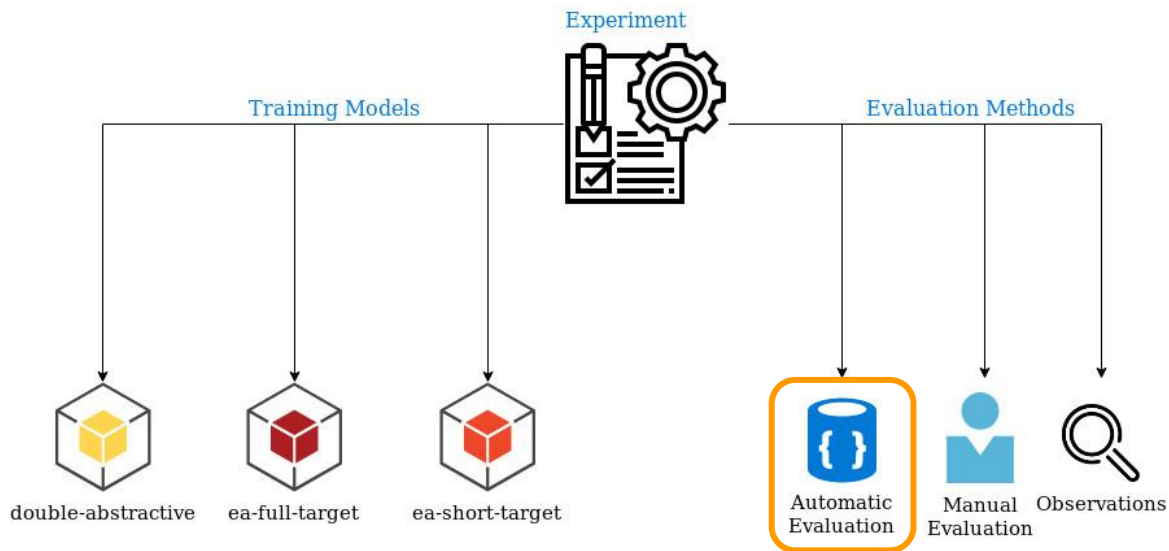 Experiment
Training Models
Evaluation Methods
{ }
double-abstractive
ea-full-target
ea-short-target
Automatic
Evaluation
Manual
Evaluation
Observations